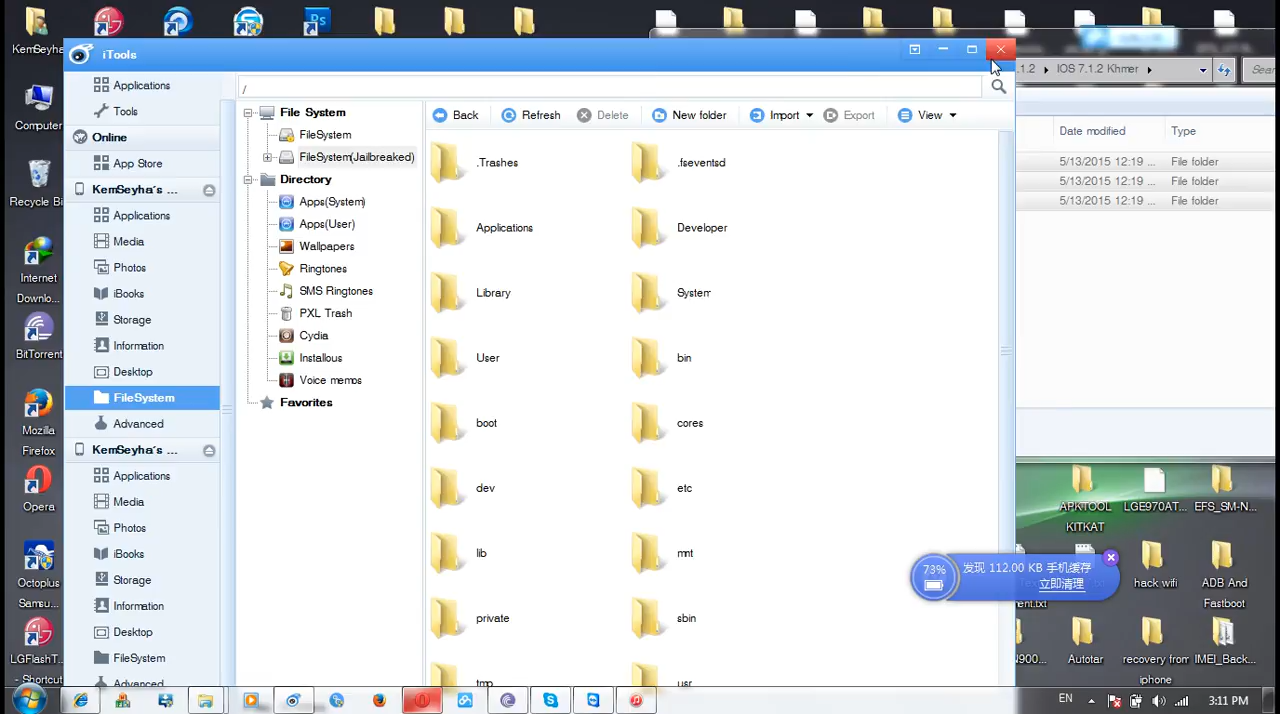 KemSeyha
iTools
.1.2 ▸ IOS 7.1.2 Khmer ▸
/
Applications
Tools
Online
App Store
KemSeyha's ...
Applications
Media
Photos
iBooks
Storage
Information
Desktop
FileSystem
Advanced
KemSeyha's ...
Applications
Media
Photos
iBooks
Storage
Information
Desktop
FileSystem
Advanced
File System
FileSystem
FileSystem(Jailbreaked)
Directory
Apps(System)
Apps(User)
Wallpapers
Ringtones
SMS Ringtones
PXL Trash
Cydia
Installous
Voice memos
Favorites
Back Refresh Delete New folder Import Export View
.Trashes .fseventsd
Applications Developer
Library System
User bin
boot cores
dev etc
lib mnt
private sbin
tmp usr
Date modified Type
5/13/2015 12:19 ... File folder
5/13/2015 12:19 ... File folder
5/13/2015 12:19 ... File folder
Computer
Recycle Bi
Internet
Downlo...
BitTorrent
Mozilla
Firefox
Opera
Octoplus
Samsu...
LGFlashT...
- Shortcut
APKTOOL
KITKAT
LGE970AT...
EFS_SM-N...
73%
发现 112.00 KB 手机缓存
立即清理
hack wifi
ADB And
Fastboot
ent.txt
N900...
Autotar
recovery from
iphone
IMEI_Back...
EN
3:11 PM